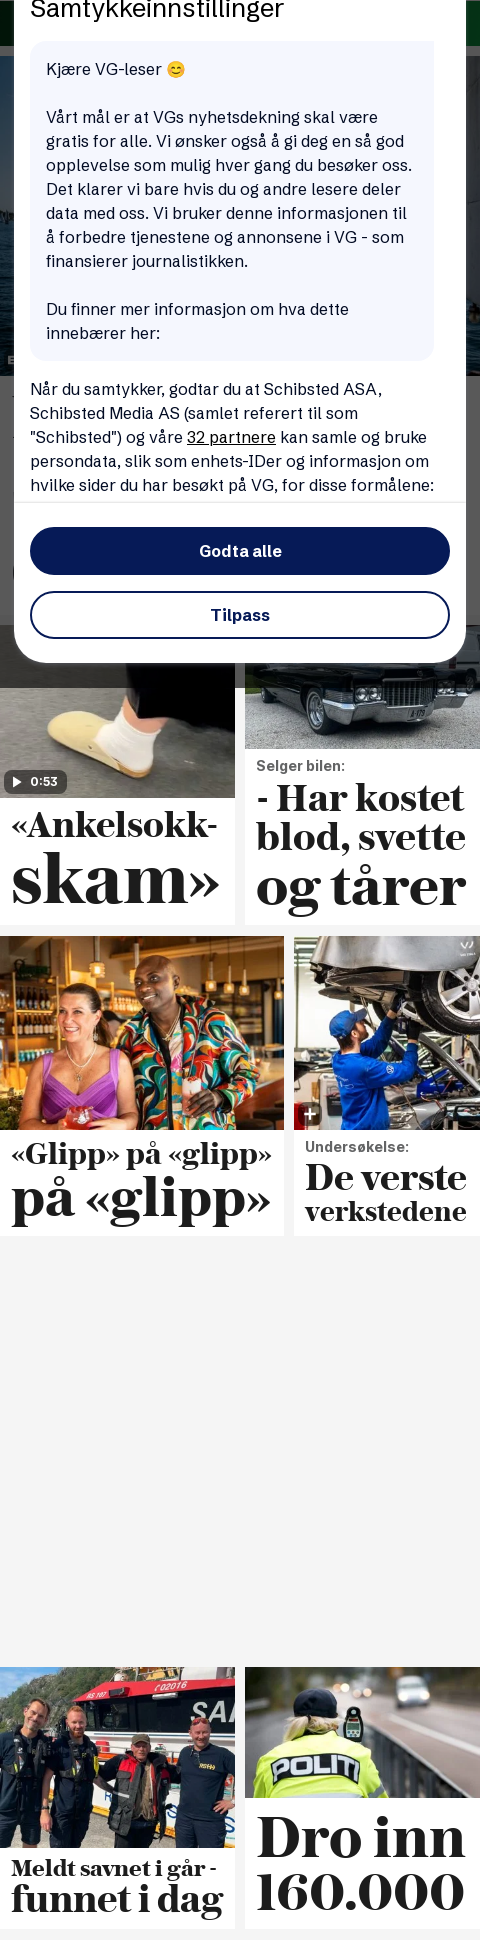 Samtykkeinnstillinger
Kjære VG-leser 😊
Vårt mål er at VGs nyhetsdekning skal være
gratis for alle. Vi ønsker også å gi deg en så god
opplevelse som mulig hver gang du besøker oss.
Det klarer vi bare hvis du og andre lesere deler
data med oss. Vi bruker denne informasjonen til
å forbedre tjenestene og annonsene i VG - som
finansierer journalistikken.
Du finner mer informasjon om hva dette
innebærer her:
Når du samtykker, godtar du at Schibsted ASA,
Schibsted Media AS (samlet referert til som
"Schibsted") og våre 32 partnere kan samle og bruke
persondata, slik som enhets-IDer og informasjon om
hvilke sider du har besøkt på VG, for disse formålene:
Godta alle
Tilpass
0:53
«Ankelsokk-
skam»
Selger bilen:
- Har kostet
blod, svette
og tårer
«Glipp» på «glipp»
på «glipp»
Undersøkelse:
De verste
verkstedene
RS 107
02016
SAI
Meldt savnet i går -
funnet i dag
POLITI
Dro inn
160.000